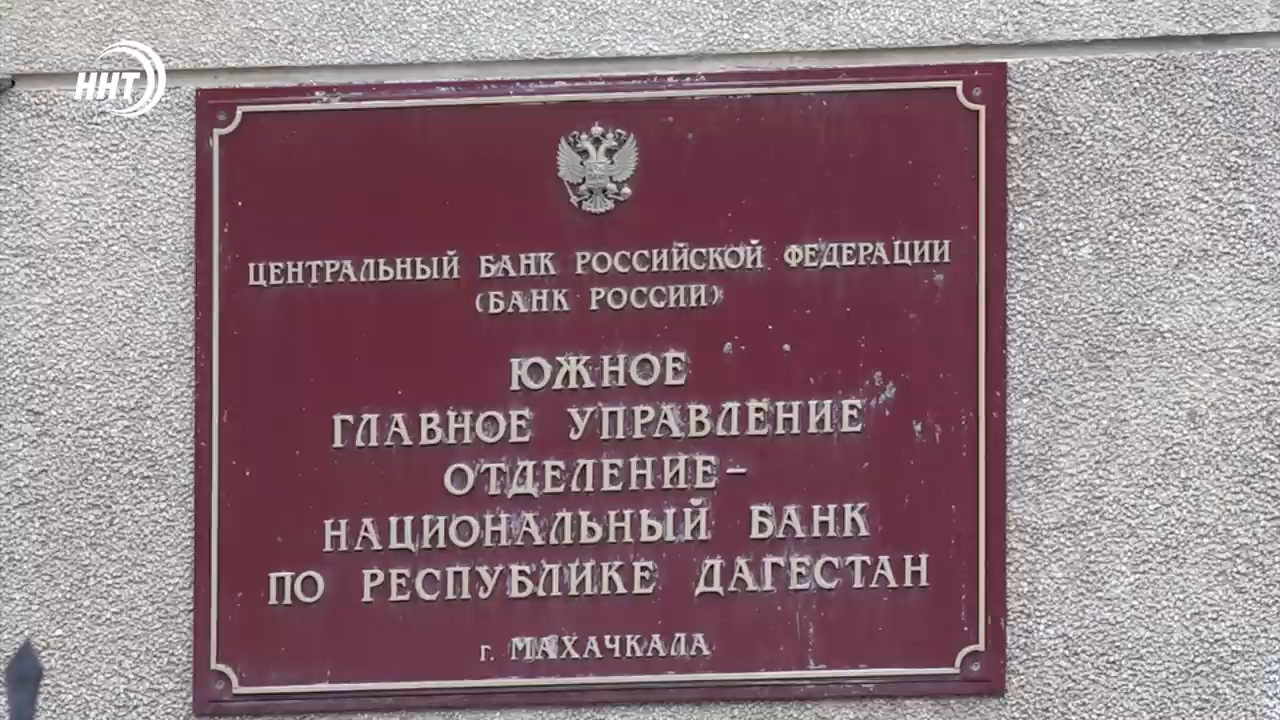 ННТ
ЦЕНТРАЛЬНЫЙ БАНК РОССИЙСКОЙ ФЕДЕРАЦИИ
(БАНК РОССИИ)
ЮЖНОЕ
ГЛАВНОЕ УПРАВЛЕНИЕ
ОТДЕЛЕНИЕ–
НАЦИОНАЛЬНЫЙ БАНК
ПО РЕСПУБЛИКЕ ДАГЕСТАН
г. МАХАЧКАЛА